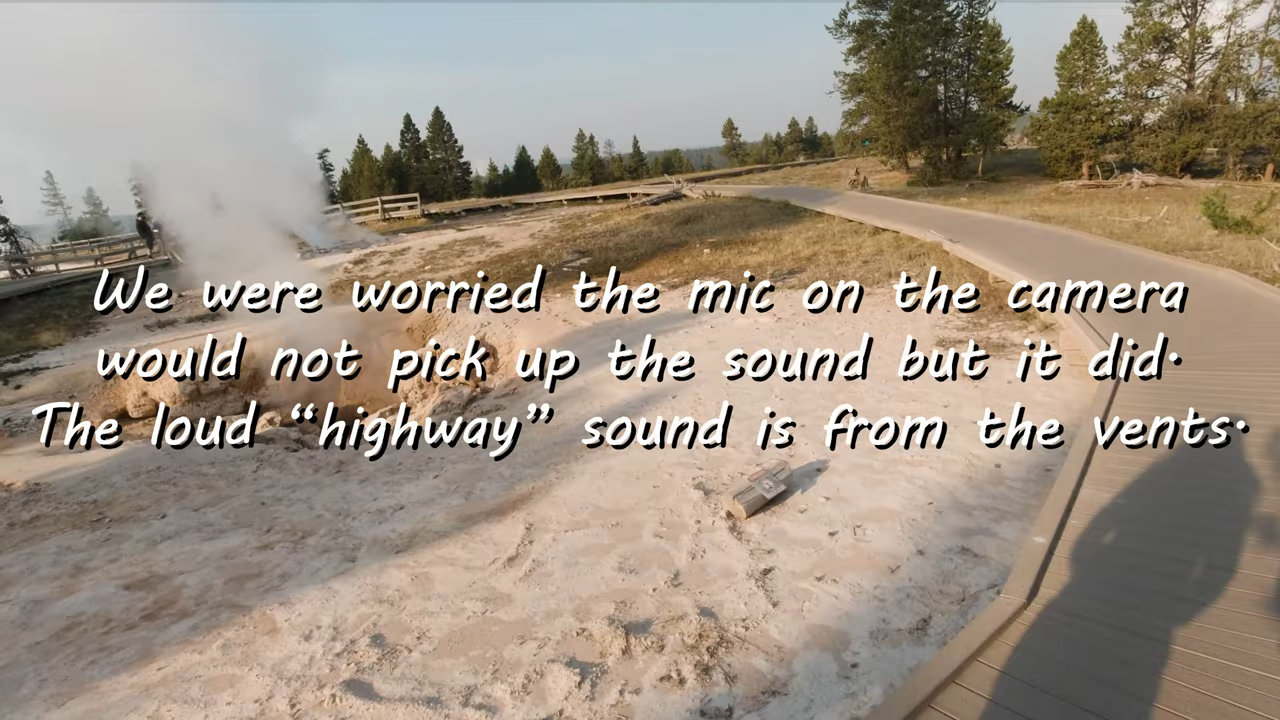 We were worried the mic on the camera
would not pick up the sound but it did.
The loud “highway” sound is from the vents.